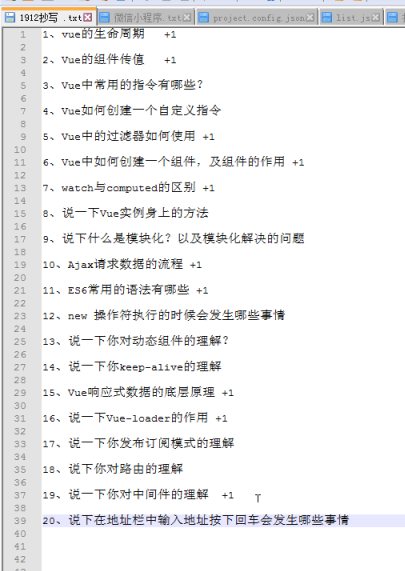 1912抄写 .txt
微信小程序.txt
project.config.json
list.js
1 1、vue的生命周期 +1
2
3 2、Vue的组件传值 +1
4
5 3、Vue中常用的指令有哪些?
6
7 4、Vue如何创建一个自定义指令
8
9 5、Vue中的过滤器如何使用 +1
10
11 6、Vue中如何创建一个组件, 及组件的作用 +1
12
13 7、watch与computed的区别 +1
14
15 8、说一下Vue实例身上的方法
16
17 9、说下什么是模块化? 以及模块化解决的问题
18
19 10、Ajax请求数据的流程 +1
20
21 11、ES6常用的语法有哪些 +1
22
23 12、new 操作符执行的时候会发生哪些事情
24
25 13、说一下你对动态组件的理解?
26
27 14、说一下你keep-alive的理解
28
29 15、Vue响应式数据的底层原理 +1
30
31 16、说一下Vue-loader的作用 +1
32
33 17、说一下你发布订阅模式的理解
34
35 18、说下你对路由的理解
36
37 19、说一下你对中间件的理解 +1
38
39 20、说下在地址栏中输入地址按下回车会发生哪些事情
40
41
42